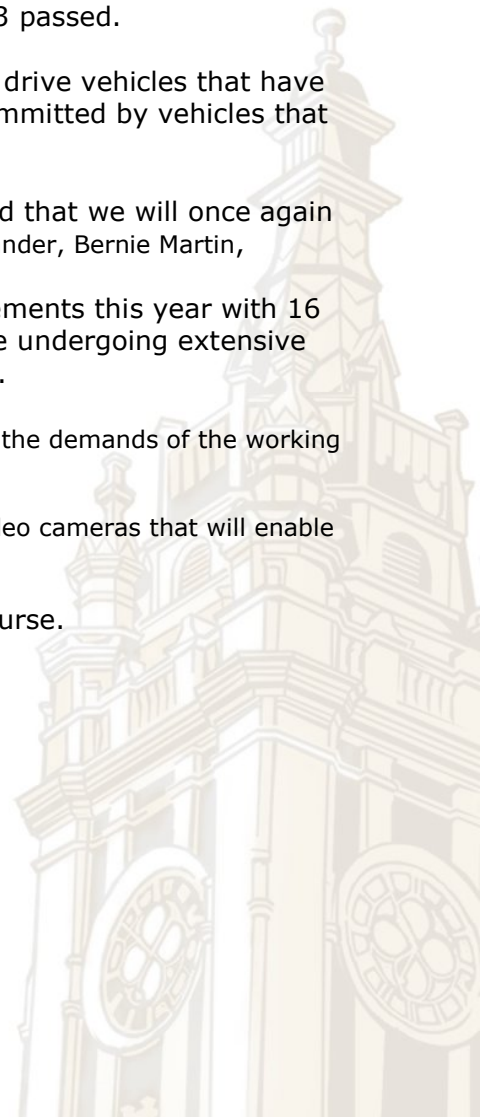 3 passed.
drive vehicles that have
mmitted by vehicles that
d that we will once again
nder, Bernie Martin,
ements this year with 16
e undergoing extensive
.
the demands of the working
eo cameras that will enable
urse.